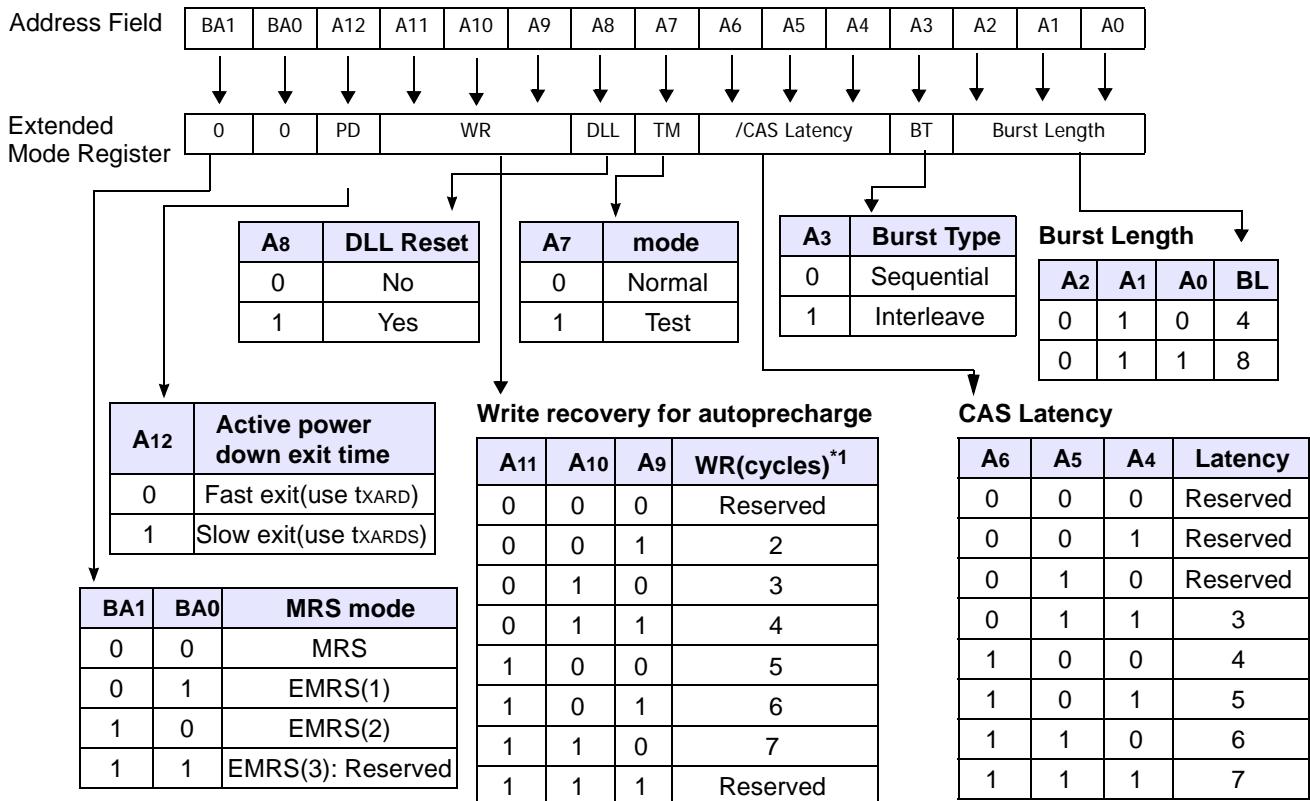 Address Field BA1 BA0 A12 A11 A10 A9 A8 A7 A6 A5 A4 A3 A2 A1 A0
Extended
Mode Register
0 0 PD WR DLL TM /CAS Latency BT Burst Length
A8 DLL Reset
0 No
1 Yes
A7 mode
0 Normal
1 Test
A3 Burst Type
0 Sequential
1 Interleave
Burst Length
A2 A1 A0 BL
0 1 0 4
0 1 1 8
A12 Active power
down exit time
0 Fast exit(use tXARD)
1 Slow exit(use tXARDS)
BA1 BA0 MRS mode
0 0 MRS
0 1 EMRS(1)
1 0 EMRS(2)
1 1 EMRS(3): Reserved
Write recovery for autoprecharge
A11 A10 A9 WR(cycles)*1
0 0 0 Reserved
0 0 1 2
0 1 0 3
0 1 1 4
1 0 0 5
1 0 1 6
1 1 0 7
1 1 1 Reserved
CAS Latency
A6 A5 A4 Latency
0 0 0 Reserved
0 0 1 Reserved
0 1 0 Reserved
0 1 1 3
1 0 0 4
1 0 1 5
1 1 0 6
1 1 1 7